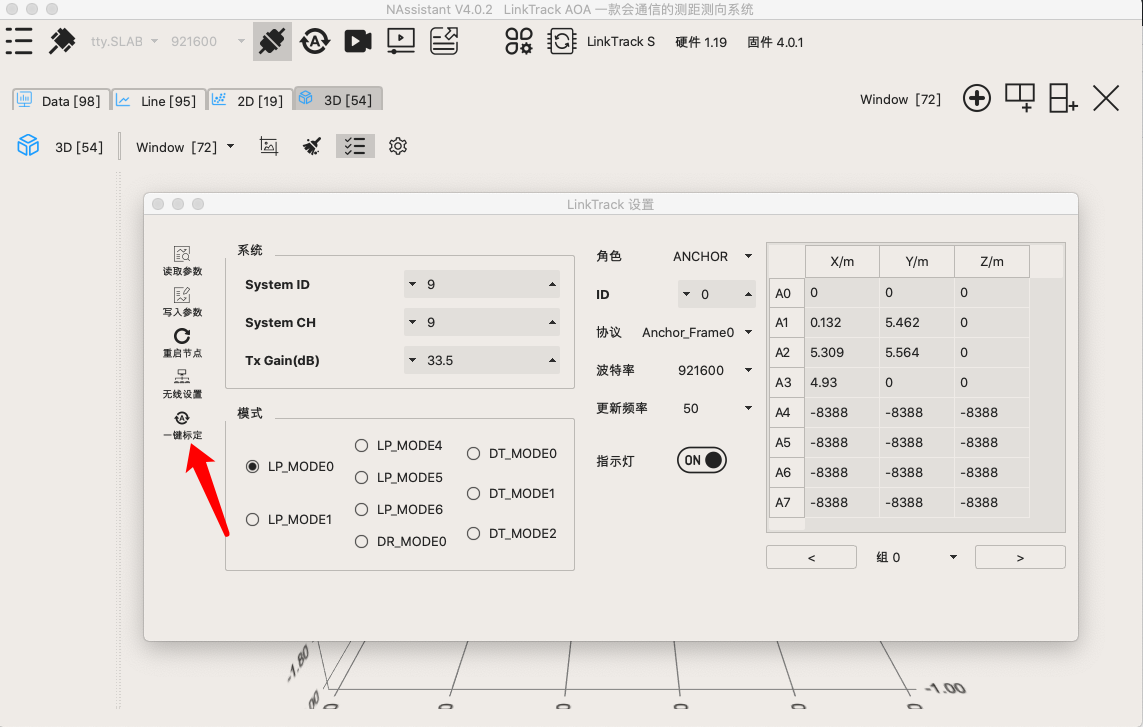 NAssistant V4.0.2 LinkTrack AOA 一款会通信的测距测向系统
tty.SLAB 921600 LinkTrack S 硬件 1.19 固件 4.0.1
Data [98] Line [95] 2D [19] 3D [54] Window [72]
3D [54] Window [72]
LinkTrack 设置
读取参数
写入参数
重启节点
无线设置
一键标定
系统
System ID 9
System CH 9
Tx Gain(dB) 33.5
模式
LP_MODE0
LP_MODE1
LP_MODE4
LP_MODE5
LP_MODE6
DR_MODE0
DT_MODE0
DT_MODE1
DT_MODE2
角色 ANCHOR
ID 0
协议 Anchor_Frame0
波特率 921600
更新频率 50
指示灯 ON
X/m Y/m Z/m
A0 0 0 0
A1 0.132 5.462 0
A2 5.309 5.564 0
A3 4.93 0 0
A4 -8388 -8388 -8388
A5 -8388 -8388 -8388
A6 -8388 -8388 -8388
A7 -8388 -8388 -8388
< 组 0 >
-1.80
-1.00